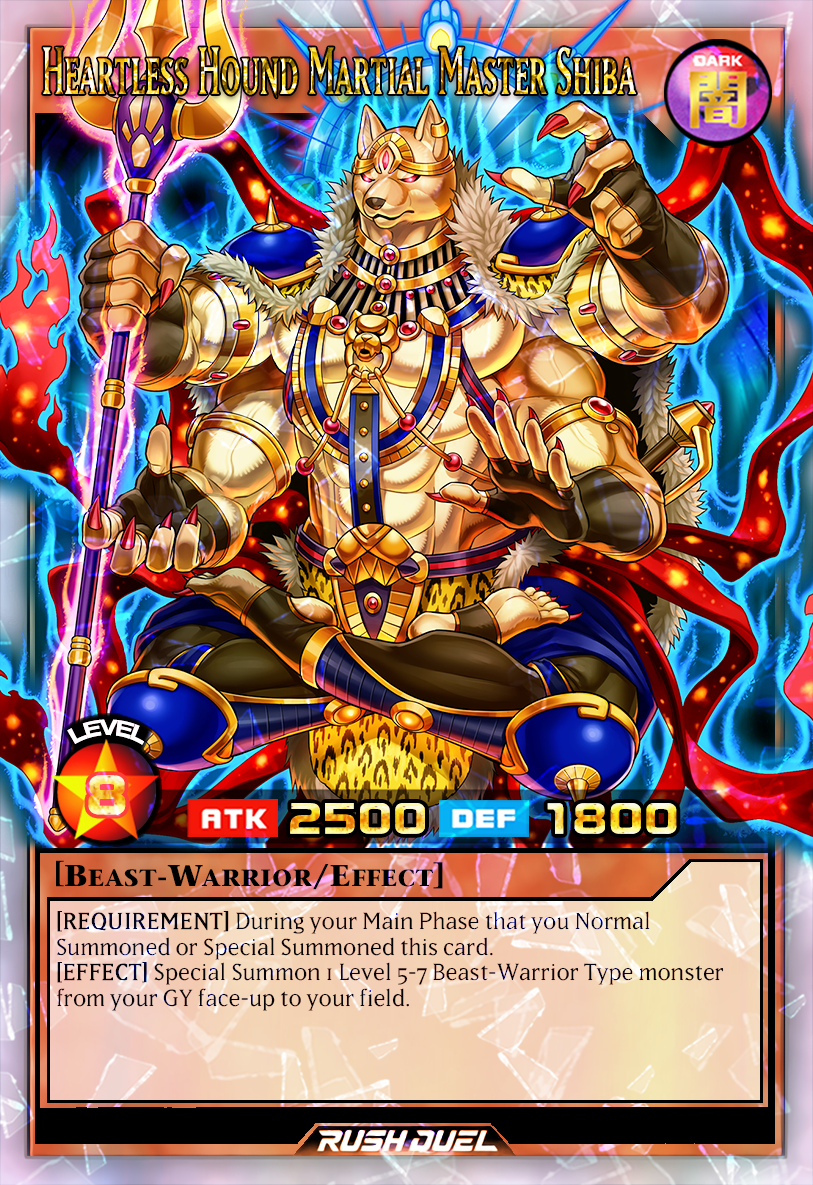 Heartless Hound Martial Master Shiba
DARK
闇
LEVEL
8
ATK 2500 DEF 1800
[Beast-Warrior/Effect]
[REQUIREMENT] During your Main Phase that you Normal
Summoned or Special Summoned this card.
[EFFECT] Special Summon 1 Level 5-7 Beast-Warrior Type monster
from your GY face-up to your field.
RUSH DUEL